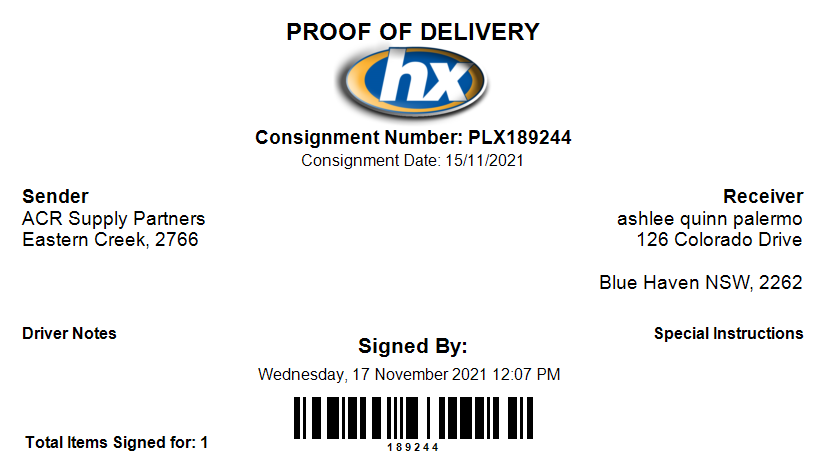 PROOF OF DELIVERY
hx
Consignment Number: PLX189244
Consignment Date: 15/11/2021
Sender
ACR Supply Partners
Eastern Creek, 2766
Receiver
ashlee quinn palermo
126 Colorado Drive
Blue Haven NSW, 2262
Driver Notes
Special Instructions
Signed By:
Wednesday, 17 November 2021 12:07 PM
189244
Total Items Signed for: 1